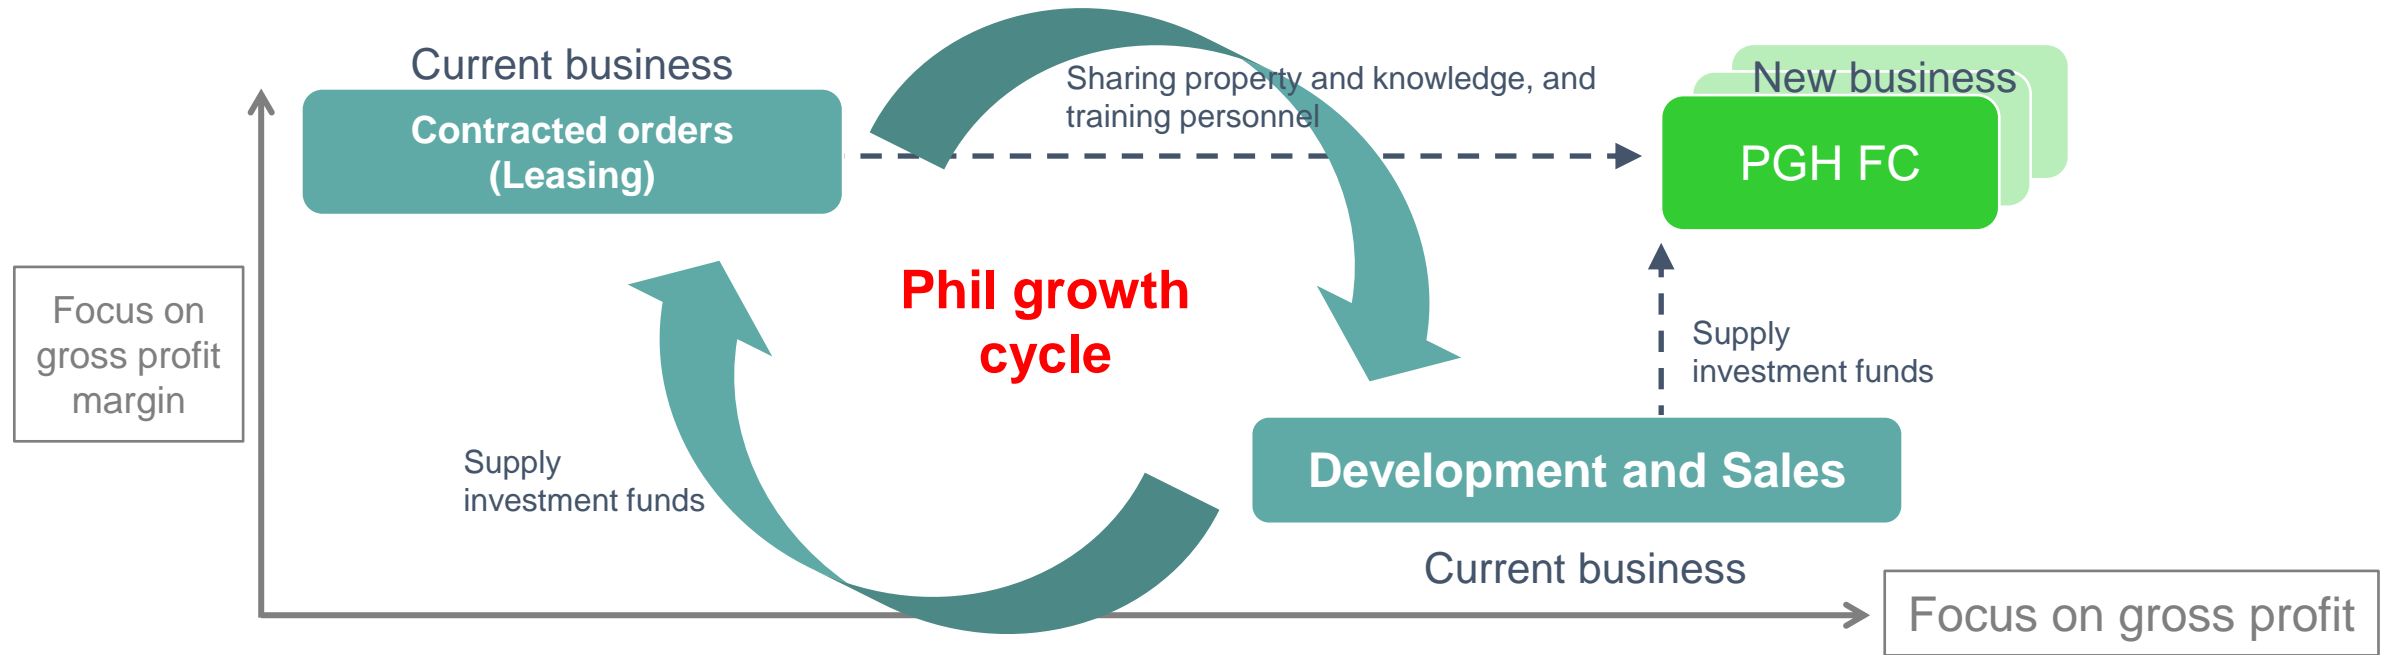 Current business
Contracted orders
(Leasing)
Sharing property and knowledge, and
training personnel
New business
PGH FC
Focus on
gross profit
margin
Phil growth
cycle
Supply
investment funds
Supply
investment funds
Development and Sales
Current business
Focus on gross profit